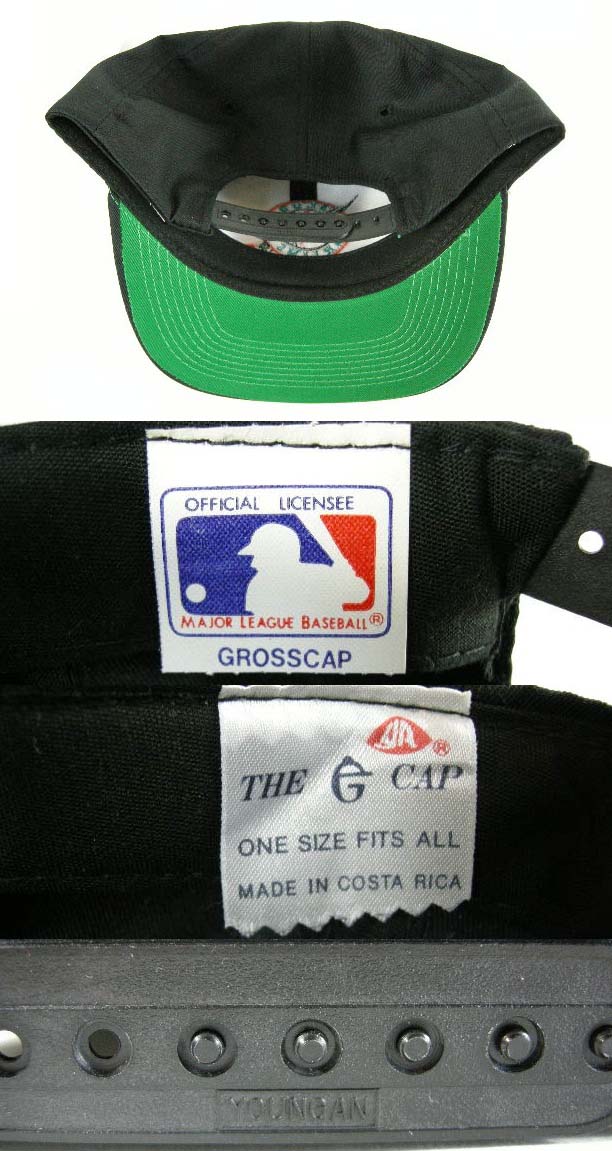 OFFICIAL LICENSEE
MAJOR LEAGUE BASEBALL®
GROSSCAP
®
THE G CAP
ONE SIZE FITS ALL
MADE IN COSTA RICA
YOUNGAN